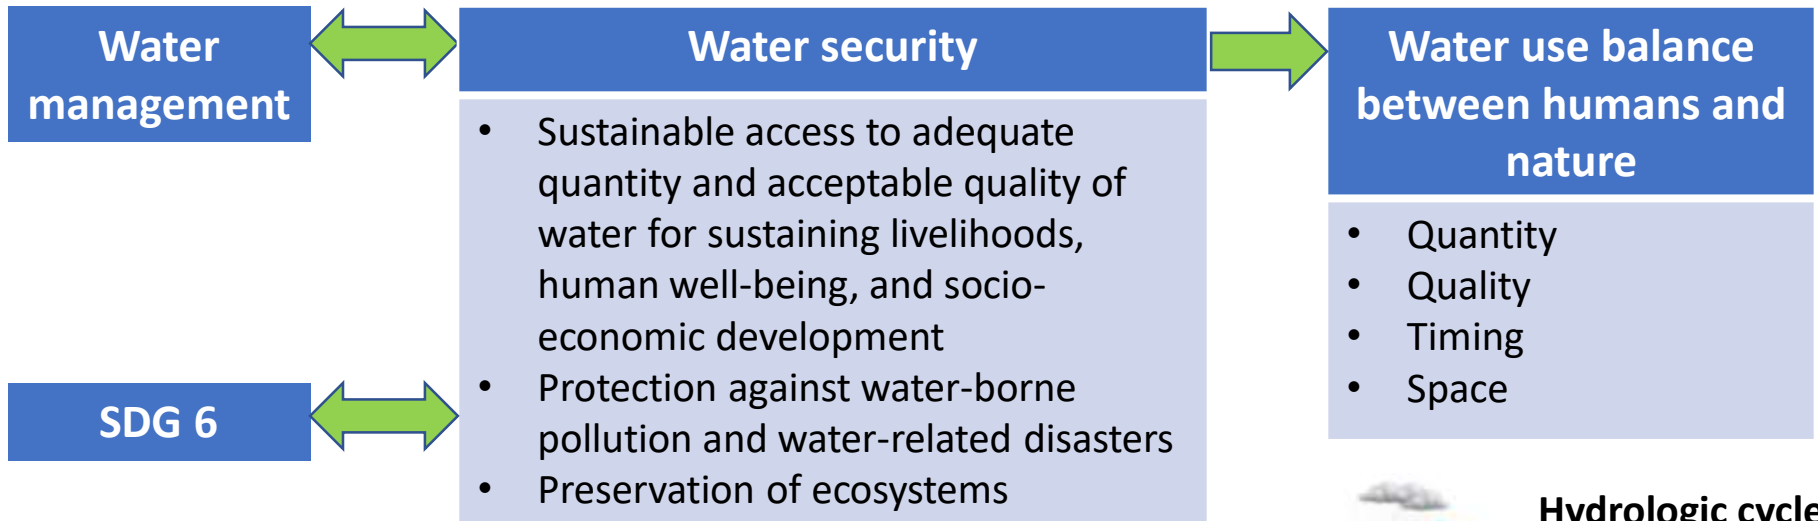 Water
management
Water security
Water use balance
between humans and
nature
• Sustainable access to adequate
quantity and acceptable quality of
water for sustaining livelihoods,
human well-being, and socio-
economic development
• Protection against water-borne
pollution and water-related disasters
• Preservation of ecosystems
SDG 6
• Quantity
• Quality
• Timing
• Space
Hydrologic cycle